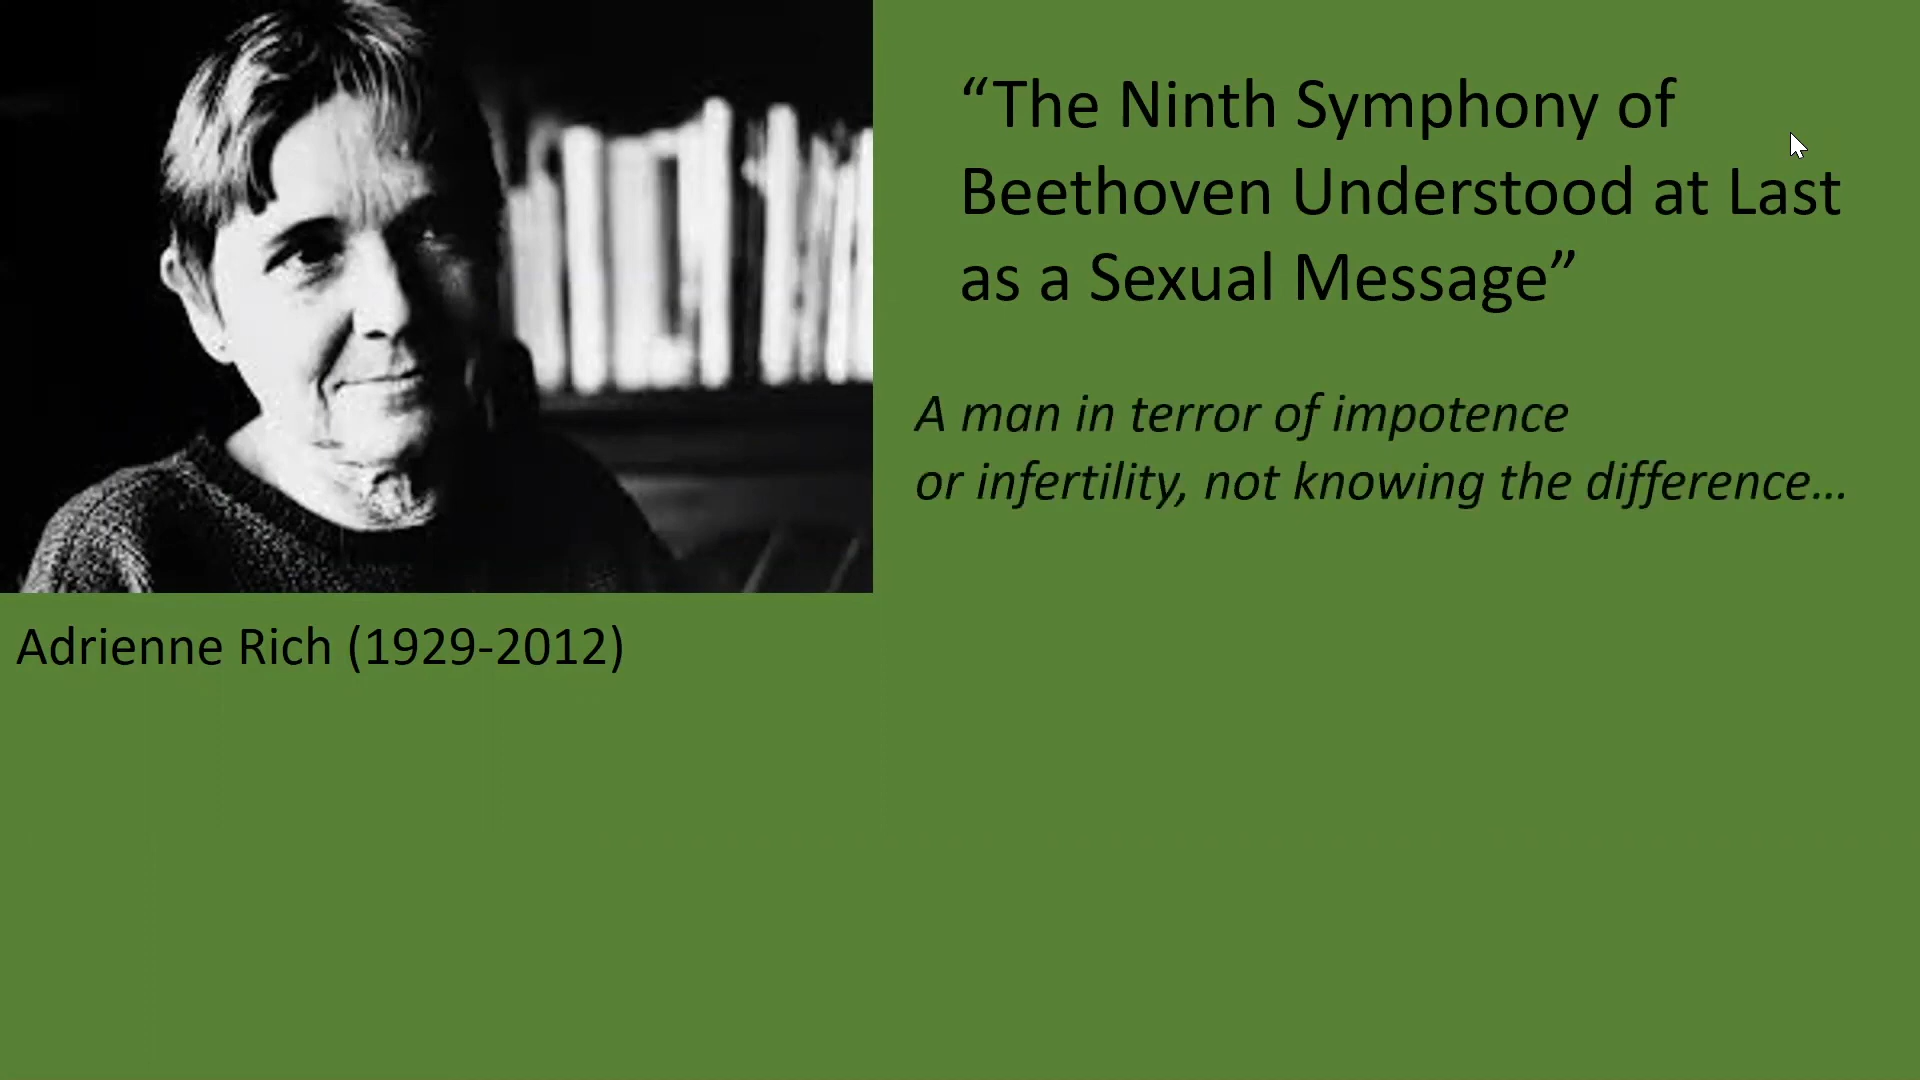 “The Ninth Symphony of
Beethoven Understood at Last
as a Sexual Message”
A man in terror of impotence
or infertility, not knowing the difference…
Adrienne Rich (1929-2012)